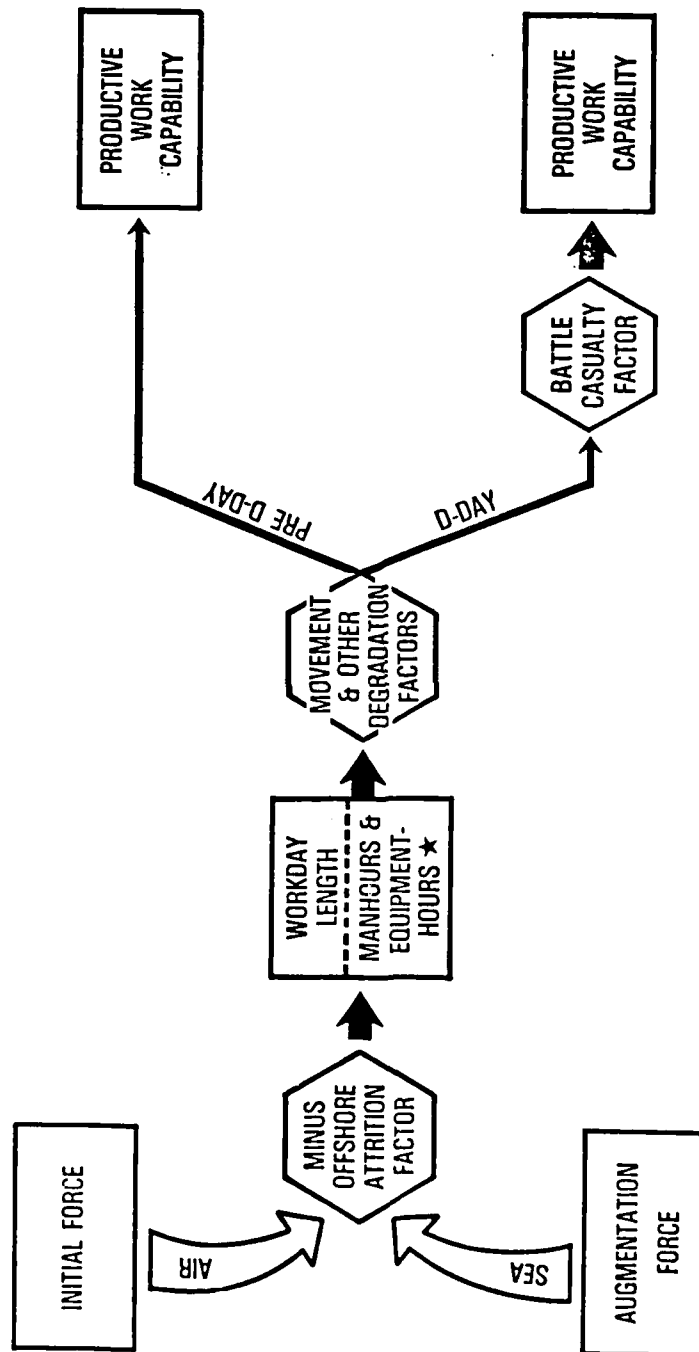 INITIAL FORCE
AIR
SEA
AUGMENTATION
FORCE
MINUS
OFFSHORE
ATTRITION
FACTOR
WORKDAY
LENGTH
MANHOURS &
EQUIPMENT-
HOURS ★
MOVEMENT
& OTHER
DEGRADATION
FACTORS
PRE D-DAY
D-DAY
PRODUCTIVE
WORK
CAPABILITY
BATTLE
CASUALTY
FACTOR
PRODUCTIVE
WORK
CAPABILITY